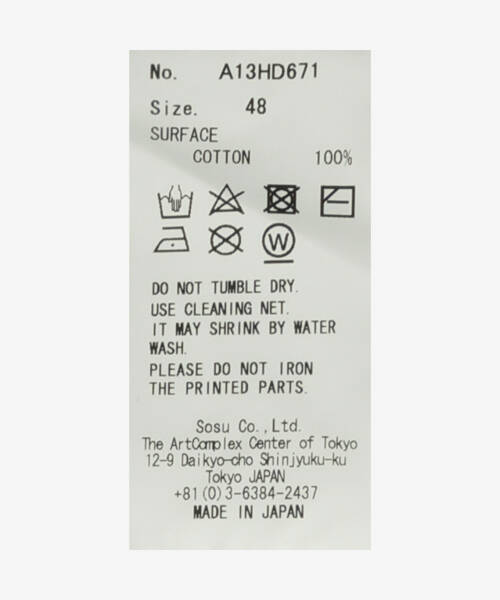 No. A13HD671
Size. 48
SURFACE
COTTON 100%
W
DO NOT TUMBLE DRY.
USE CLEANING NET.
IT MAY SHRINK BY WATER
WASH.
PLEASE DO NOT IRON
THE PRINTED PARTS.
Sosu Co.,Ltd.
The ArtComplex Center of Tokyo
12-9 Daikyo-cho Shinjyuku-ku
Tokyo JAPAN
+81(0)3-6384-2437
MADE IN JAPAN